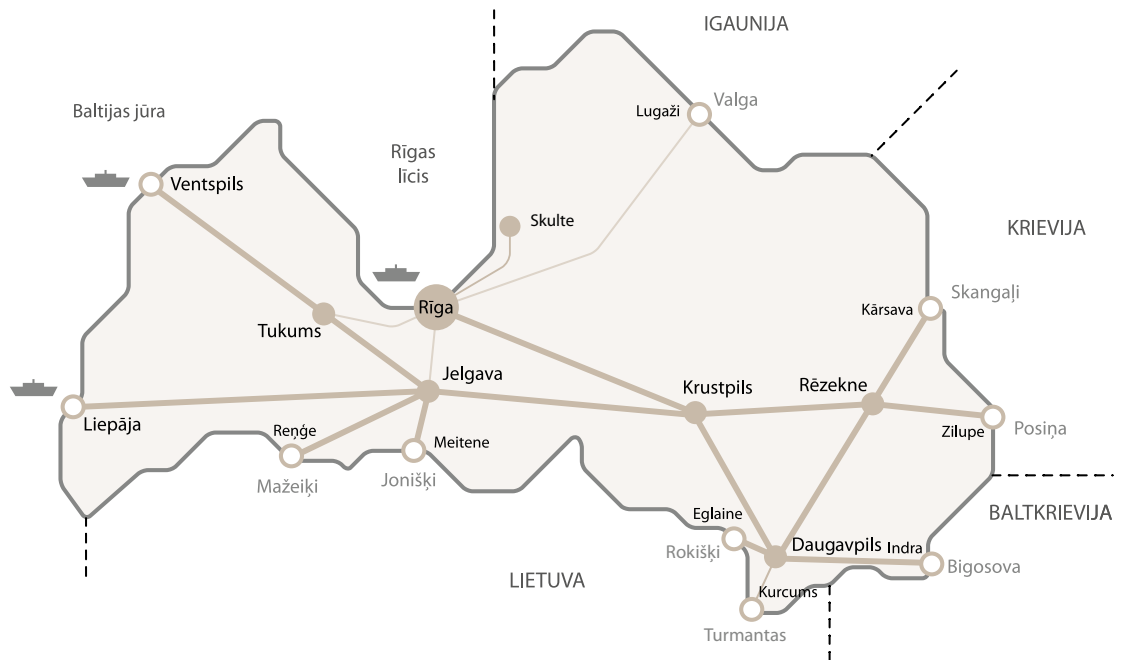 IGAUNIJA
Baltijas jūra
Lugaži
Valga
Rīgas
līcis
Ventspils
Skulte
KRIEVIJA
Skangaļi
Kārsava
Rīga
Tukums
Jelgava
Krustpils
Rēzekne
Liepāja
Reņģe
Meitene
Zilupe
Posiņa
Mažeiķi
Jonišķi
Eglaine
BALTKRIEVIJA
Rokišķi
Daugavpils
Indra
Bigosova
LIETUVA
Kurcums
Turmantas